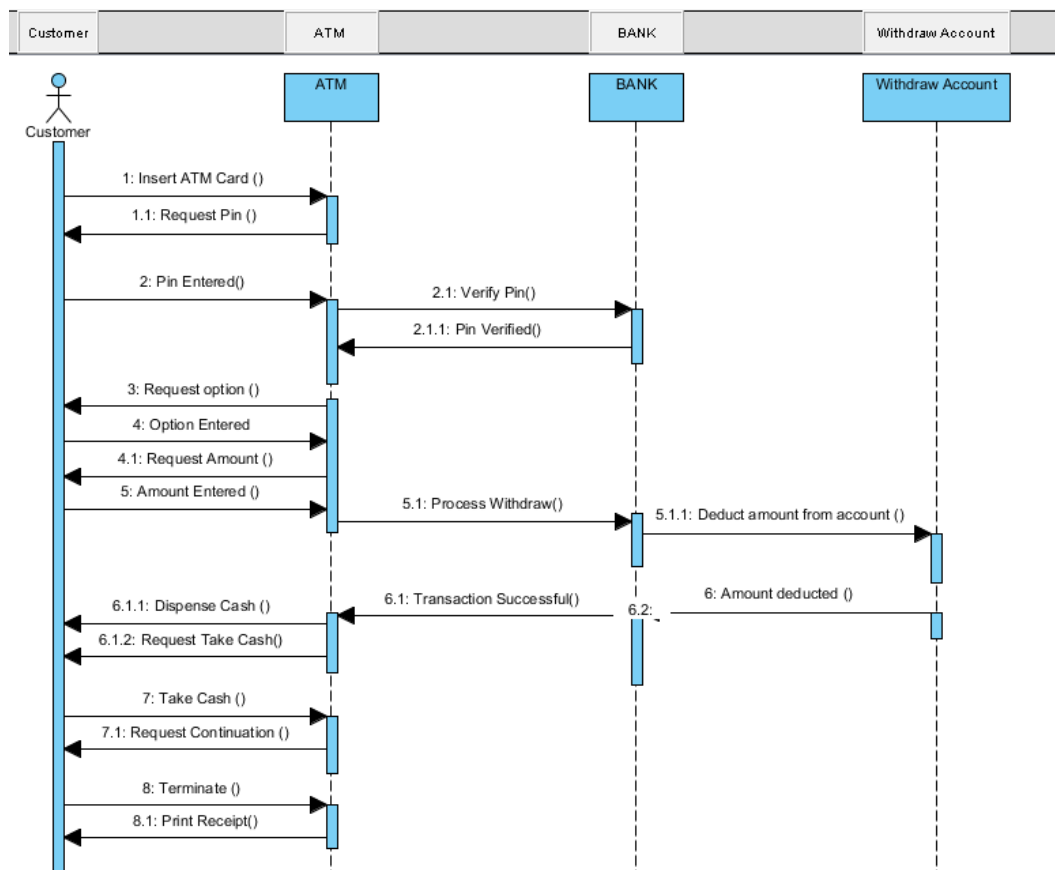 Customer
ATM
BANK
Withdraw Account
ATM
BANK
Withdraw Account
Customer
1: Insert ATM Card ()
1.1: Request Pin ()
2: Pin Entered()
2.1: Verify Pin()
2.1.1: Pin Verified()
3: Request option ()
4: Option Entered
4.1: Request Amount ()
5: Amount Entered ()
5.1: Process Withdraw()
5.1.1: Deduct amount from account ()
6: Amount deducted ()
6.1: Transaction Successful()
6.2:
6.1.1: Dispense Cash ()
6.1.2: Request Take Cash()
7: Take Cash ()
7.1: Request Continuation ()
8: Terminate ()
8.1: Print Receipt()